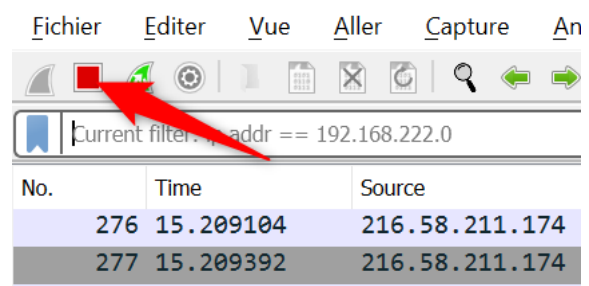 Fichier Editer Vue Aller Capture An
Current filter: ip.addr == 192.168.222.0
No. Time Source
276 15.209104 216.58.211.174
277 15.209392 216.58.211.174